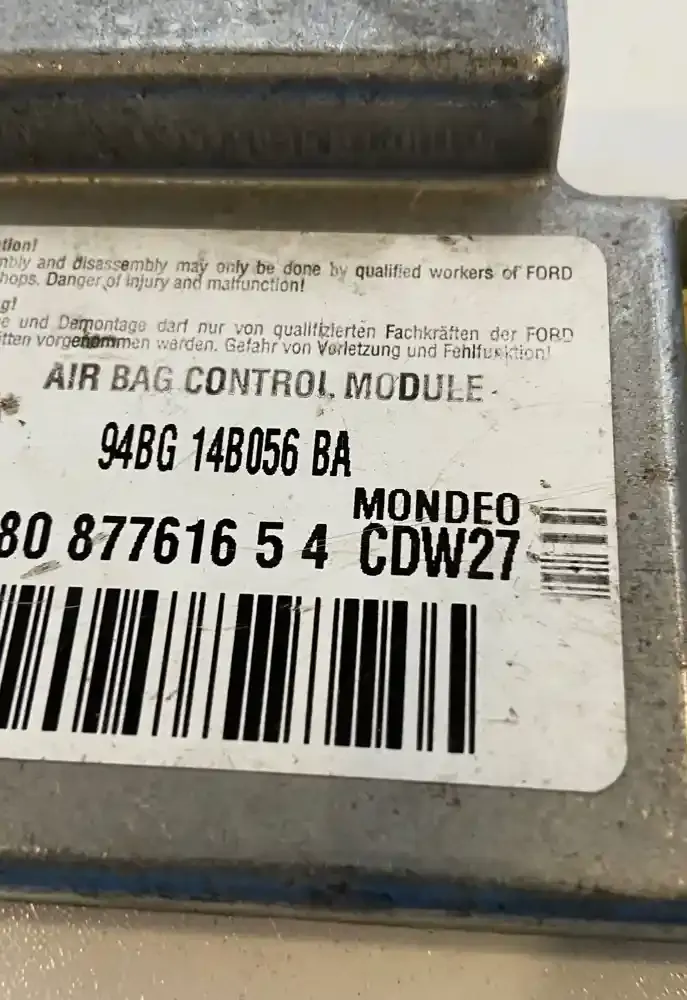 tion!
mbly and disassembly may only be done by qualified workers of FORD
hops. Danger of injury and malfunction!
g!
e und Demontage darf nur von qualifizierten Fachkräften der FORD
ätten vorgenommen werden. Gefahr von Verletzung und Fehlfunktion!
AIR BAG CONTROL MODULE
94BG 14B056 BA
MONDEO
80 877616 5 4 CDW27